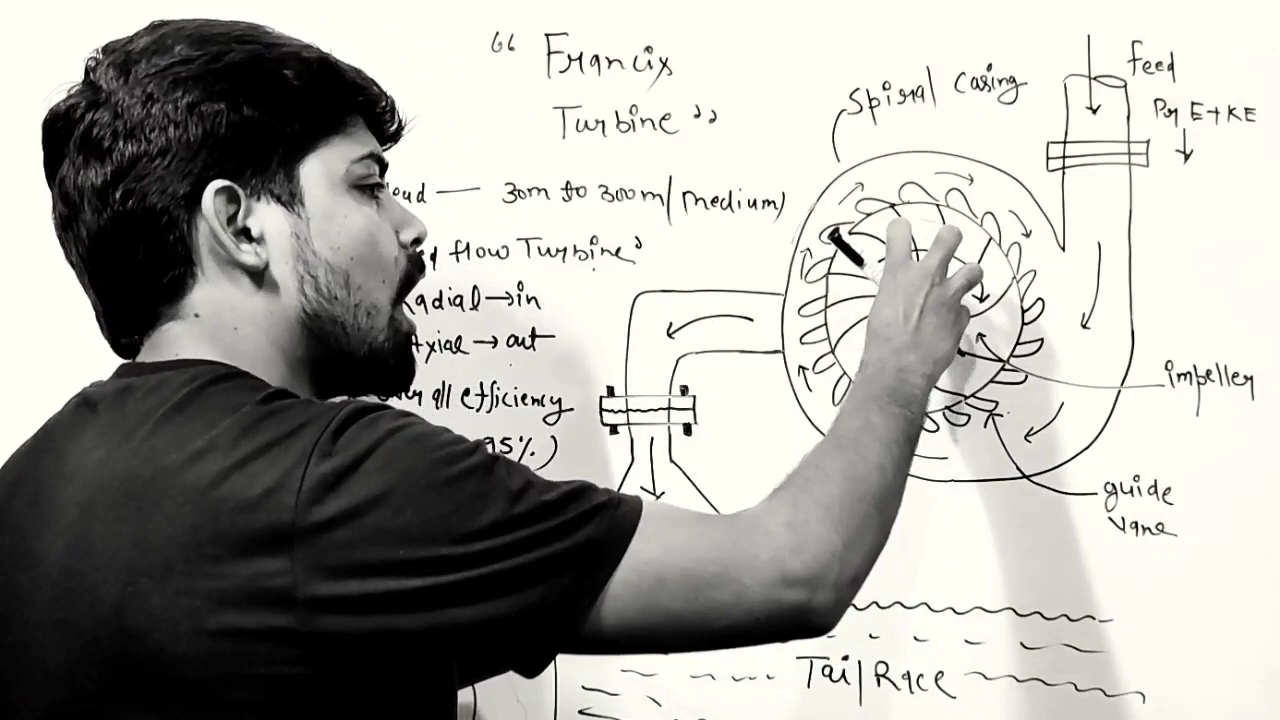 “ Francis
Turbine ”
30m to 300m/medium)
flow Turbine
Radial → in
Axial → out
all efficiency
95%)
Spiral Casing
feed
Pr E + KE
impeller
guide
vane
Tail Race